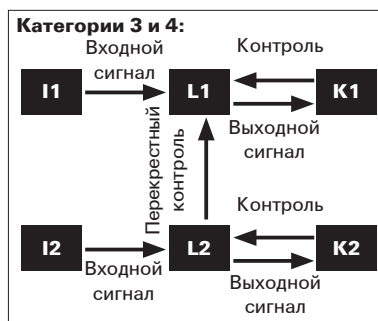 Категории 3 и 4:
Входной
сигнал
Контроль
I1
L1
K1
Выходной
сигнал
Перекрестный
контроль
Контроль
I2
L2
K2
Входной
сигнал
Выходной
сигнал